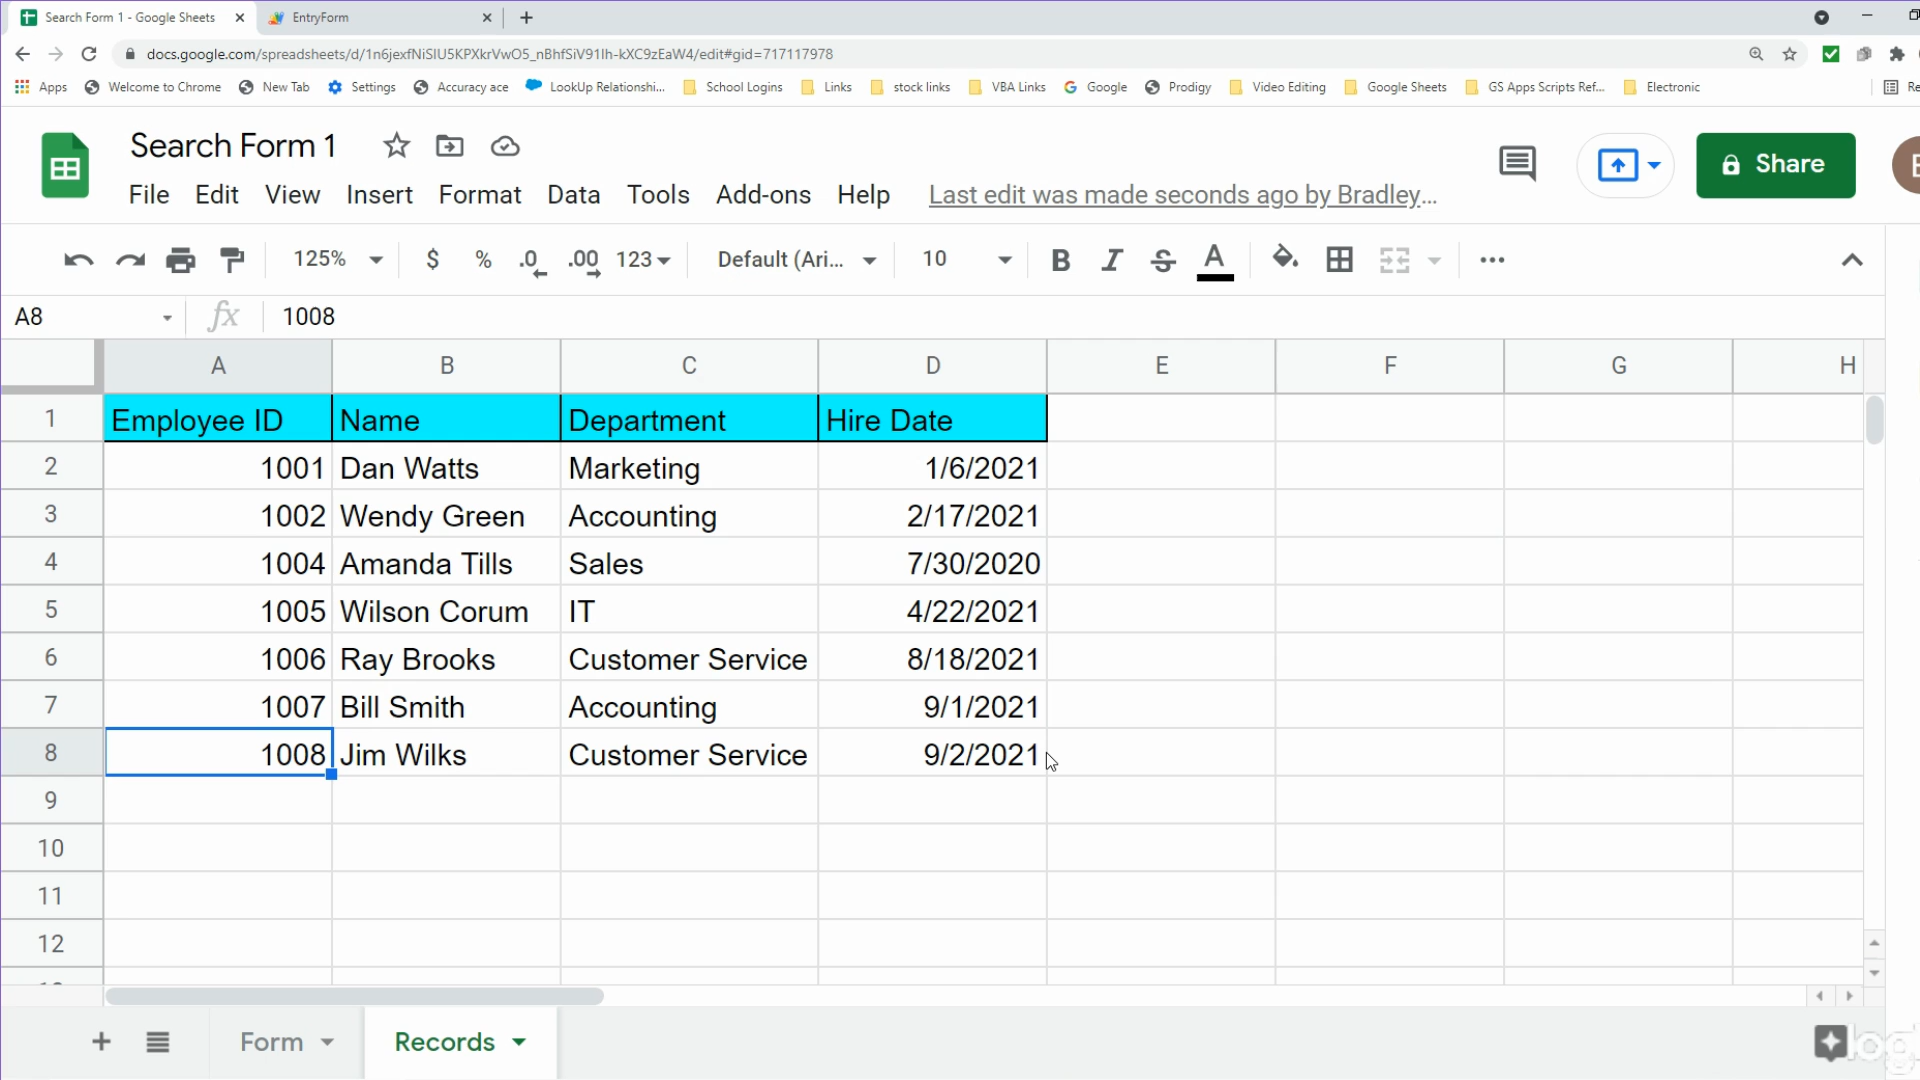 Search Form 1 - Google Sheets
EntryForm
docs.google.com/spreadsheets/d/1n6jexfNiSlU5KPXkrVwO5_nBhfSiV91lh-kXC9zEaW4/edit#gid=717117978
Apps Welcome to Chrome New Tab Settings Accuracy ace LookUp Relationshi... School Logins Links stock links VBA Links Google Prodigy Video Editing Google Sheets GS Apps Scripts Ref... Electronic
Search Form 1
Share
File Edit View Insert Format Data Tools Add-ons Help Last edit was made seconds ago by Bradley...
125% $ % .0 .00 123 Default (Ari... 10 B I S A
A8 fx 1008
A B C D E F G H
1 Employee ID Name Department Hire Date
2 1001 Dan Watts Marketing 1/6/2021
3 1002 Wendy Green Accounting 2/17/2021
4 1004 Amanda Tills Sales 7/30/2020
5 1005 Wilson Corum IT 4/22/2021
6 1006 Ray Brooks Customer Service 8/18/2021
7 1007 Bill Smith Accounting 9/1/2021
8 1008 Jim Wilks Customer Service 9/2/2021
9
10
11
12
Form Records